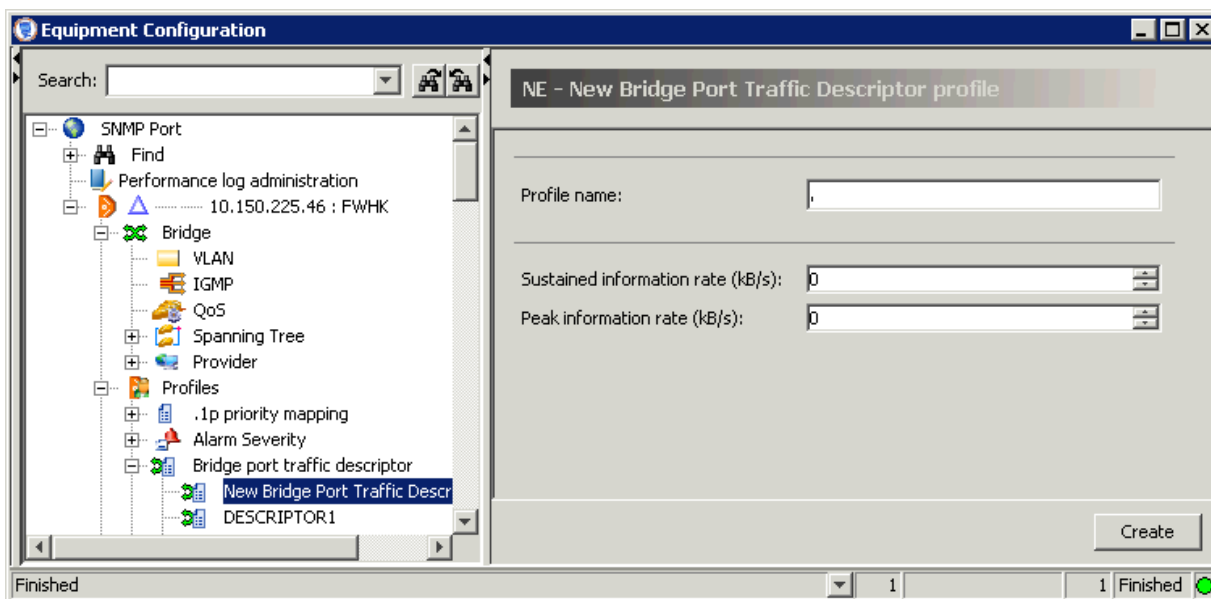 Equipment Configuration
Search:
SNMP Port
Find
Performance log administration
10.150.225.46 : FWHK
Bridge
VLAN
IGMP
QoS
Spanning Tree
Provider
Profiles
.1p priority mapping
Alarm Severity
Bridge port traffic descriptor
New Bridge Port Traffic Descr
DESCRIPTOR1
NE - New Bridge Port Traffic Descriptor profile
Profile name:
Sustained information rate (kB/s): 0
Peak information rate (kB/s): 0
Create
Finished 1 1 Finished